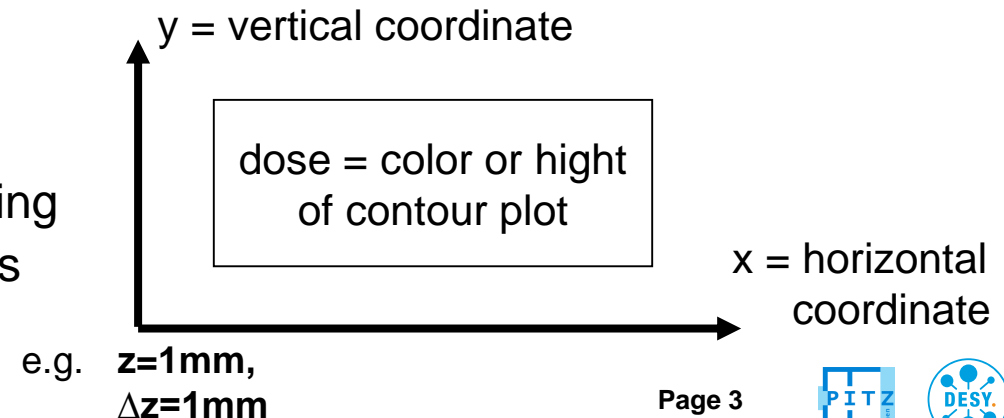 y = vertical coordinate
dose = color or hight
of contour plot
ing
s
x = horizontal
coordinate
e.g. z=1mm,
Δz=1mm
Page 3
PITZ
DESY.